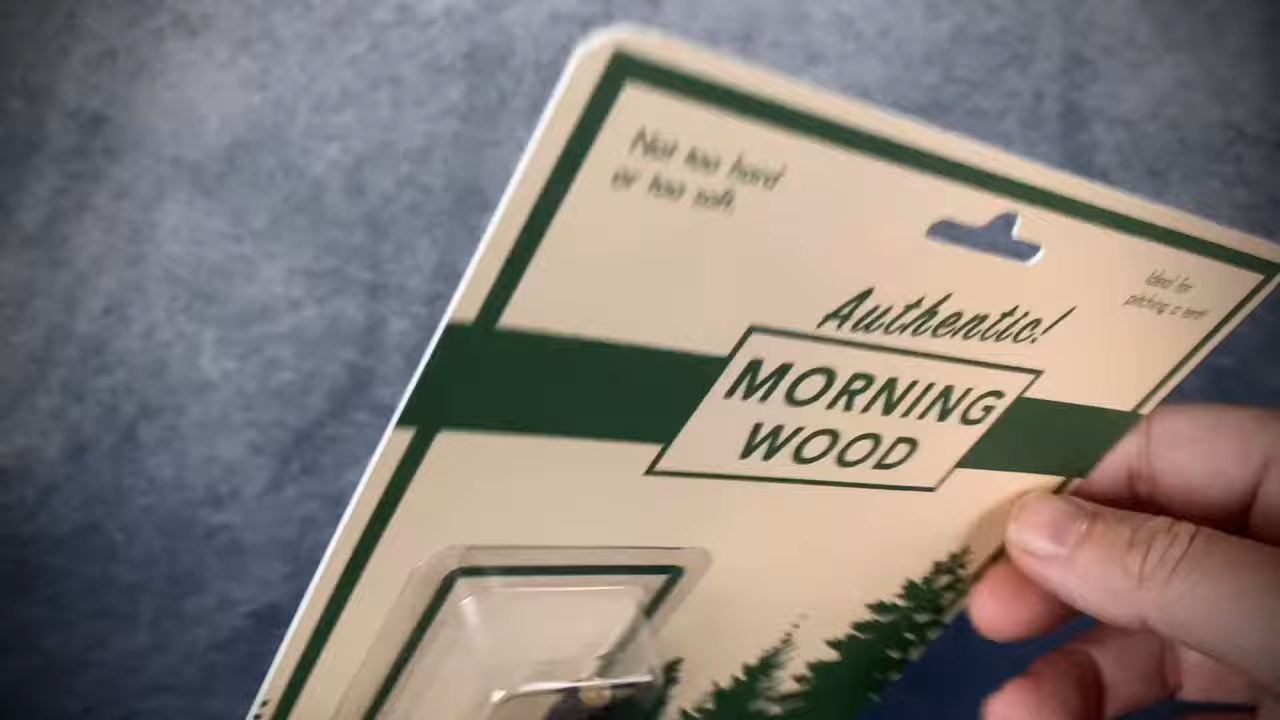 Not too hard
or too soft.
Ideal for
pitching a tent!
Authentic!
MORNING
WOOD